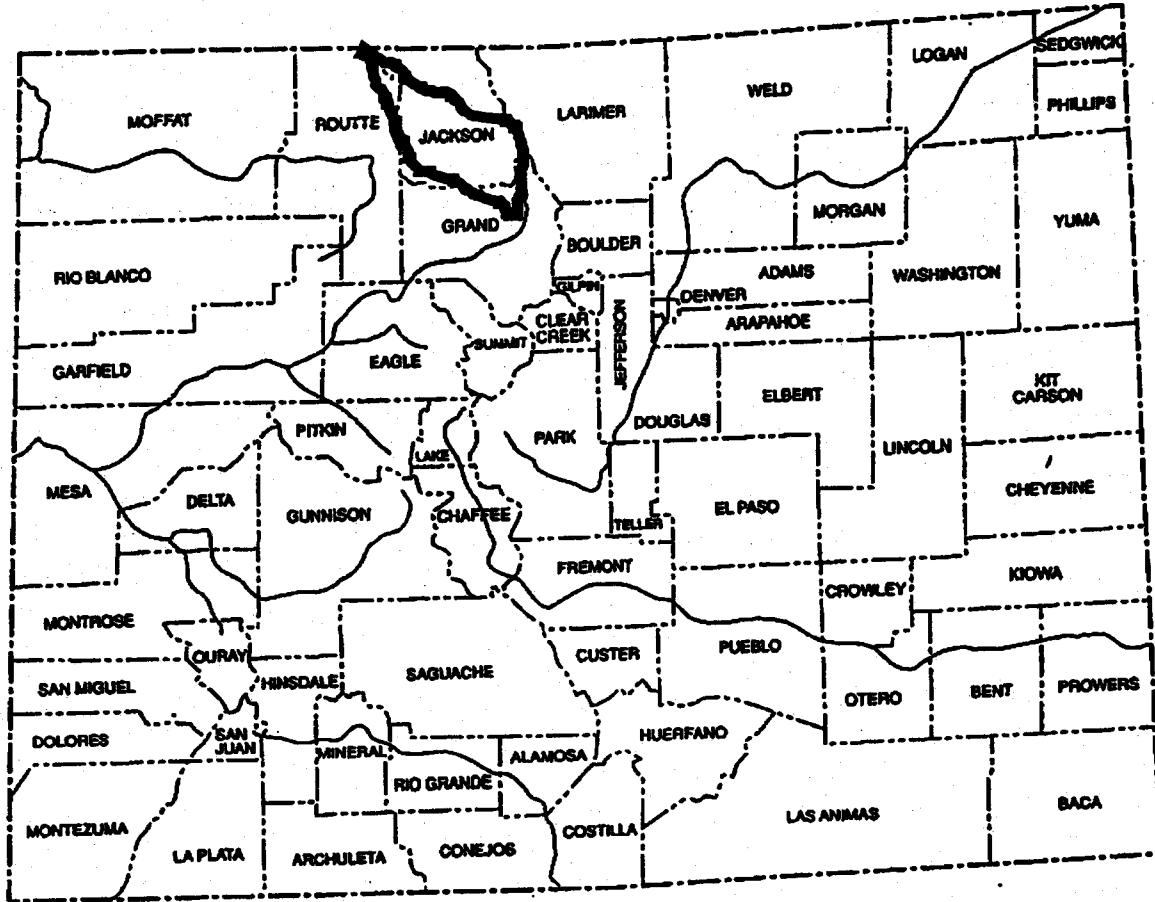 LOGAN
SEDGWICK
WELD
PHILLIPS
MOFFAT
ROUTTE
JACKSON
LARIMER
MORGAN
YUMA
GRAND
BOULDER
RIO BLANCO
ADAMS
WASHINGTON
GILPIN
DENVER
CLEAR
CREEK
ARAPAHOE
SUMMIT
JEFFERSON
EAGLE
GARFIELD
ELBERT
KIT
CARSON
DOUGLAS
PITKIN
PARK
LINCOLN
LAKE
MESA
DELTA
CHEYENNE
GUNNISON
CHAFFEE
EL PASO
TELLER
FREMONT
KIOWA
CROWLEY
MONTROSE
PUEBLO
OURAY
CUSTER
HINSDALE
SAGUACHE
SAN MIGUEL
OTERO
BENT
PROWERS
DOLORES
SAN
JUAN
HUERFANO
MINERAL
ALAMOSA
RIO GRANDE
BACA
LAS ANIMAS
MONTEZUMA
COSTILLA
LA PLATA
ARCHULETA
CONEJOS